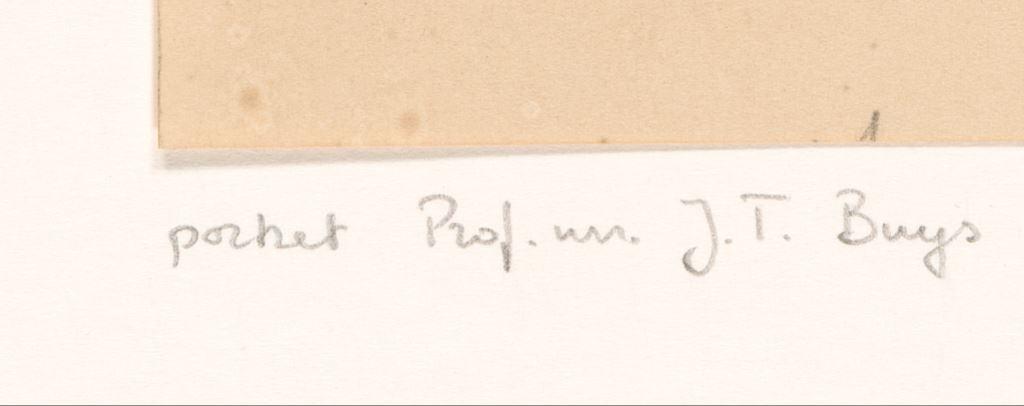 portret Prof. mr. J.T. Buys